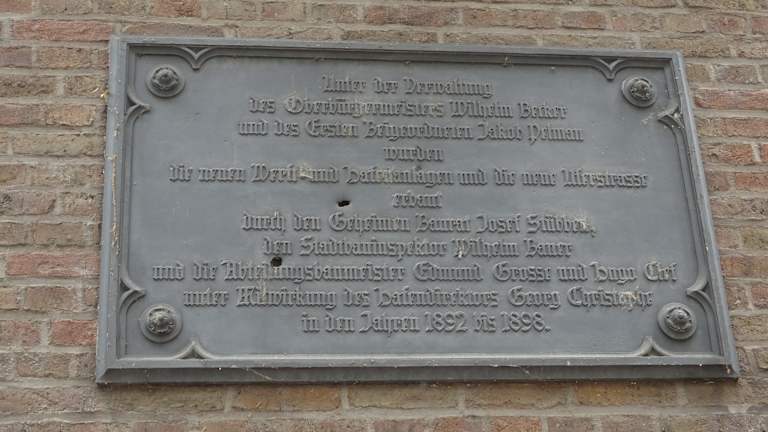 Unter der Verwaltung
des Oberbürgermeisters Wilhelm Becker
und des Ersten Beigeordneten Jakob Pelman
wurden
die neuen Werft und Hafenanlagen und die neue Uferstrasse
erbaut
durch den Geheimen Baurat Josef Stübben,
den Stadtbauinspektor Wilhelm Bauer
und die Abteilungsbaumeister Edmund Grosse und Hugo
unter Mitwirkung des Hafendirektors Georg Christophe
in den Jahren 1892 bis 1898.